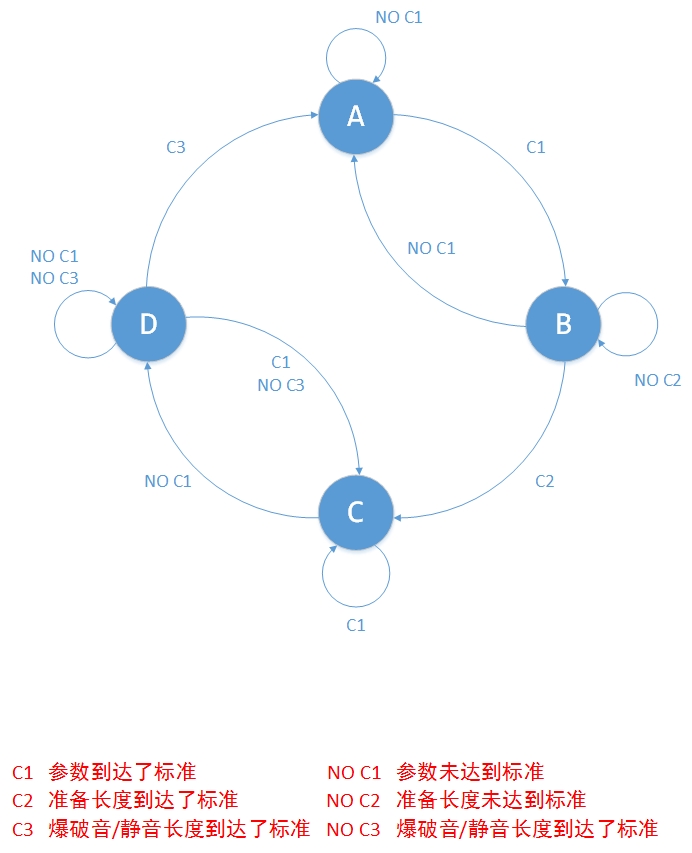 NO C1
A
C3
C1
NO C1
NO C1
NO C3
D
B
C1
NO C3
NO C2
NO C1
C2
C
C1
C1 参数到达了标准 NO C1 参数未达到标准
C2 准备长度到达了标准 NO C2 准备长度未达到标准
C3 爆破音/静音长度到达了标准 NO C3 爆破音/静音长度到达了标准